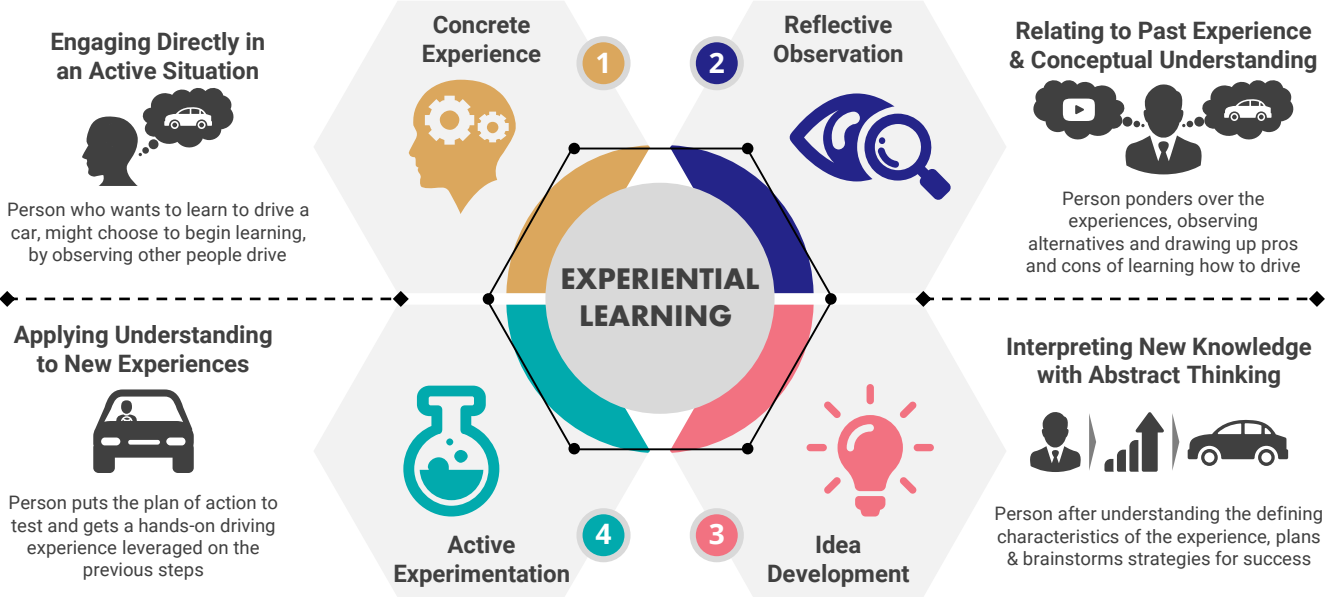 Engaging Directly in
an Active Situation
Person who wants to learn to drive a
car, might choose to begin learning,
by observing other people drive
Concrete
Experience
1
2
Reflective
Observation
Relating to Past Experience
& Conceptual Understanding
Person ponders over the
experiences, observing
alternatives and drawing up pros
and cons of learning how to drive
EXPERIENTIAL
LEARNING
Applying Understanding
to New Experiences
Person puts the plan of action to
test and gets a hands-on driving
experience leveraged on the
previous steps
Active
Experimentation
4
3
Idea
Development
Interpreting New Knowledge
with Abstract Thinking
Person after understanding the defining
characteristics of the experience, plans
& brainstorms strategies for success